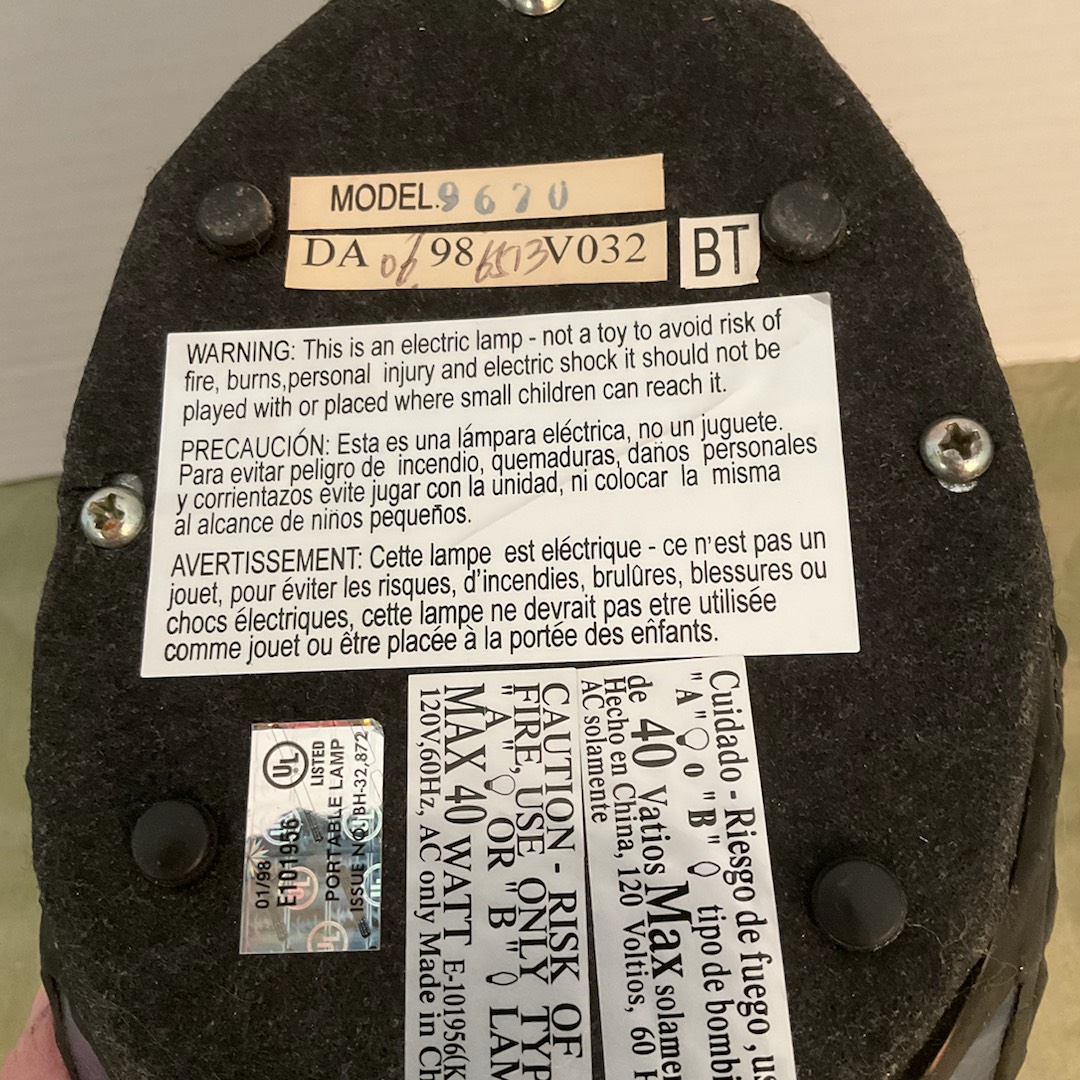 MODEL.9670
DA 06 98 6513 V032
BT
WARNING: This is an electric lamp - not a toy to avoid risk of
fire, burns,personal injury and electric shock it should not be
played with or placed where small children can reach it.
PRECAUCIÓN: Esta es una lámpara eléctrica, no un juguete.
Para evitar peligro de incendio, quemaduras, daños personales
y corrientazos evite jugar con la unidad, ni colocar la misma
al alcance de niños pequeños.
AVERTISSEMENT: Cette lampe est eléctrique - ce n'est pas un
jouet, pour éviter les risques, d'incendies, brulûres, blessures ou
chocs électriques, cette lampe ne devrait pas etre utilisée
comme jouet ou être placée à la portée des enfants.
UL
LISTED
PORTABLE LAMP
ISSUE NO. BH-32,872
01/98
E101956
CAUTION - RISK OF
FIRE, USE ONLY TYP
"A" OR "B" LAM
MAX 40 WATT E-101956(K
120V,60Hz, AC only Made in Ch
Cuidado - Riesgo de fuego , us
"A" o "B" tipo de bombi
de 40 Vatios Max solame
Hecho en China, 120 Voltios, 60 H
AC solamente